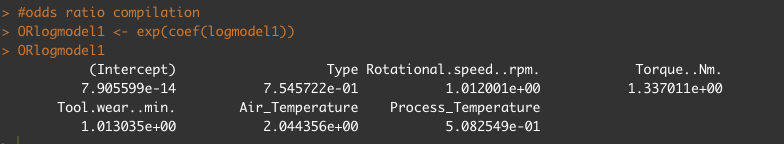 > #odds ratio compilation
> ORlogmodel1 <- exp(coef(logmodel1))
> ORlogmodel1
(Intercept) Type Rotational.speed..rpm. Torque..Nm.
7.905599e-14 7.545722e-01 1.012001e+00 1.337011e+00
Tool.wear..min. Air_Temperature Process_Temperature
1.013035e+00 2.044356e+00 5.082549e-01
>